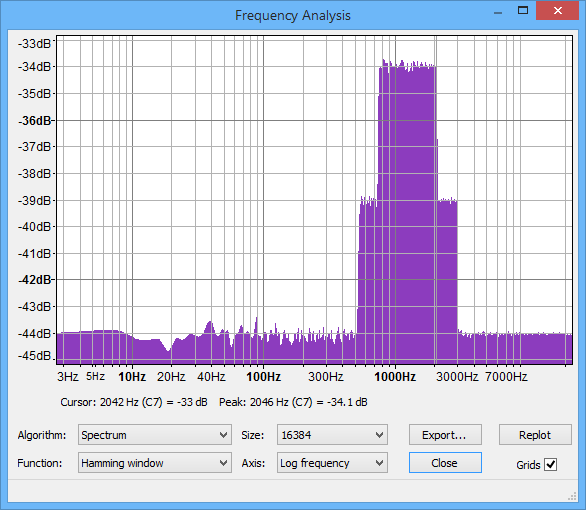 Frequency Analysis
-33dB
-34dB
-35dB
-36dB
-37dB
-38dB
-39dB
-40dB
-41dB
-42dB
-43dB
-44dB
-45dB
3Hz 5Hz 10Hz 20Hz 40Hz 100Hz 300Hz 1000Hz 3000Hz 7000Hz
Cursor: 2042 Hz (C7) = -33 dB Peak: 2046 Hz (C7) = -34.1 dB
Algorithm: Spectrum Size: 16384 Export... Replot
Function: Hamming window Axis: Log frequency Close Grids